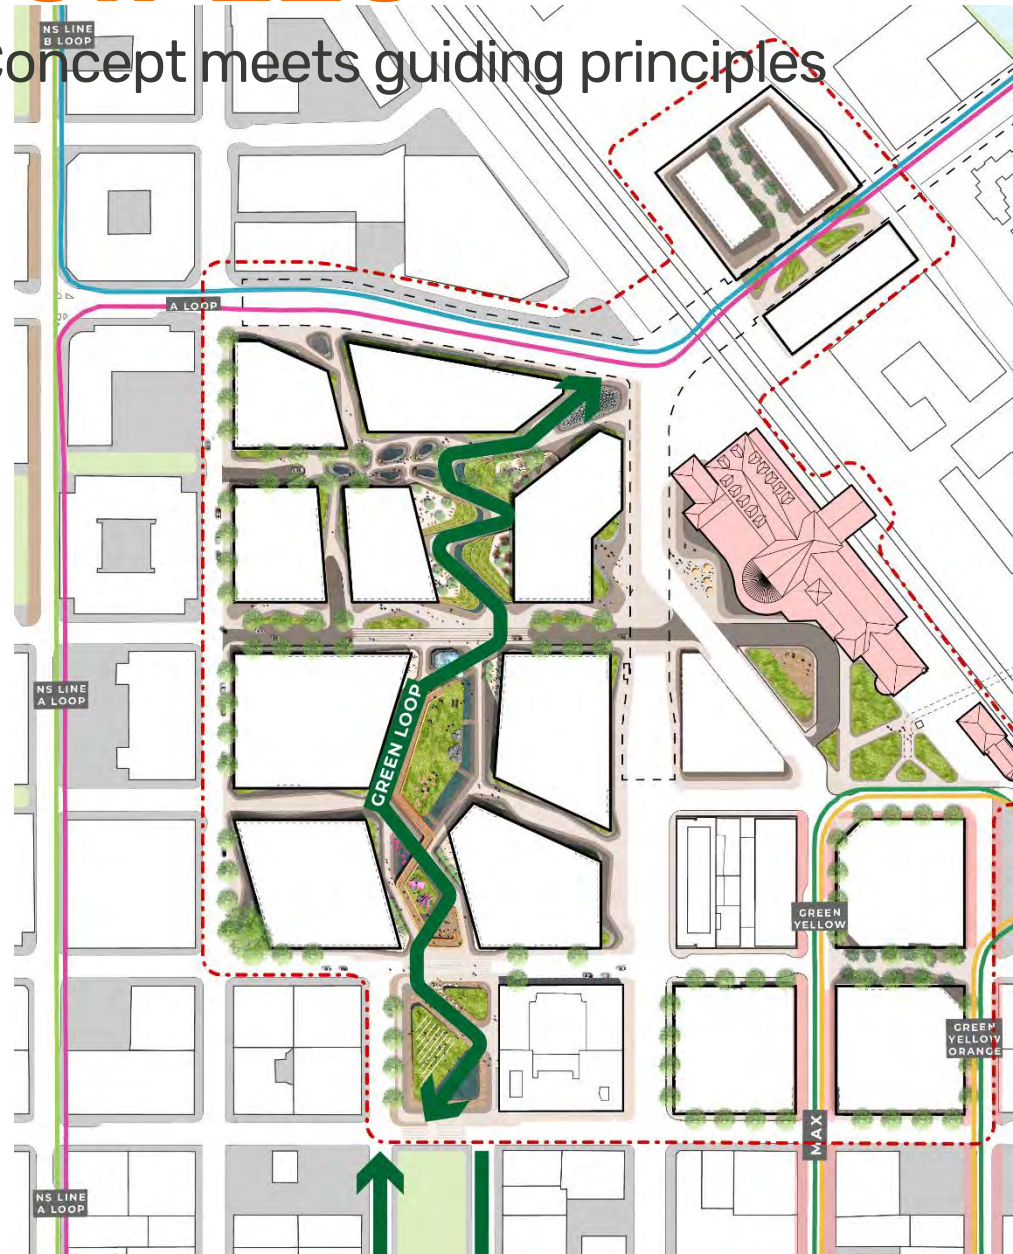 NS LINE
B LOOP
Concept meets guiding principles
A LOOP
NS LINE
A LOOP
GREEN LOOP
GREEN
YELLOW
GREEN
YELLOW
ORANGE
MAX
NS LINE
A LOOP